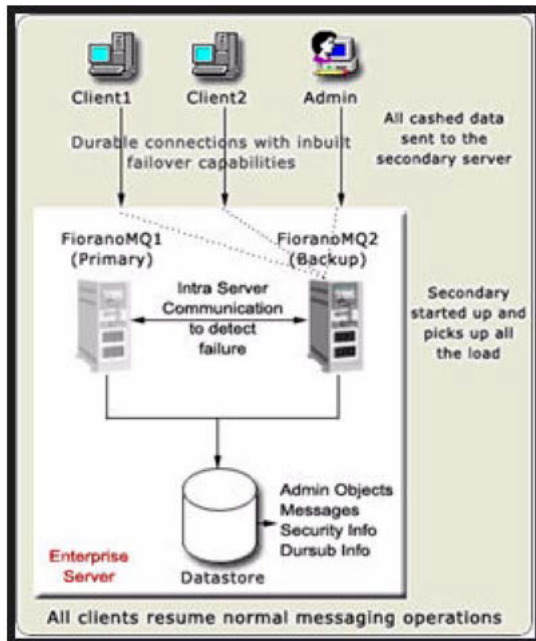 Client1
Client2
Admin
All cashed data
sent to the
secondary server
Durable connections with inbuilt
failover capabilities
FioranoMQ1
(Primary)
FioranoMQ2
(Backup)
Intra Server
Communication
to detect
failure
Secondary
started up and
picks up all
the load
Admin Objects
Messages
Security Info
Dursub Info
Enterprise
Server
Datastore
All clients resume normal messaging operations